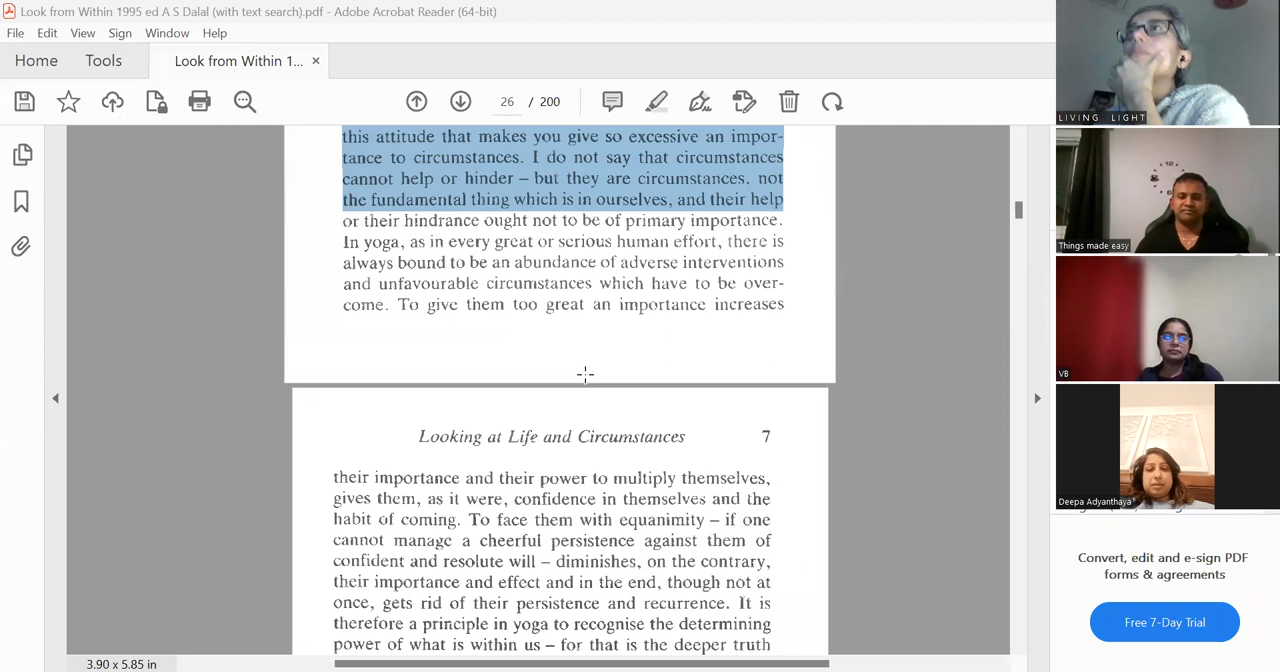 Look from Within 1995 ed A S Dalal (with text search).pdf - Adobe Acrobat Reader (64-bit)
File Edit View Sign Window Help
Home Tools Look from Within 1... ×
26 / 200
this attitude that makes you give so excessive an impor-
tance to circumstances. I do not say that circumstances
cannot help or hinder – but they are circumstances, not
the fundamental thing which is in ourselves, and their help
or their hindrance ought not to be of primary importance.
In yoga, as in every great or serious human effort, there is
always bound to be an abundance of adverse interventions
and unfavourable circumstances which have to be over-
come. To give them too great an importance increases
Looking at Life and Circumstances 7
their importance and their power to multiply themselves,
gives them, as it were, confidence in themselves and the
habit of coming. To face them with equanimity – if one
cannot manage a cheerful persistence against them of
confident and resolute will – diminishes, on the contrary,
their importance and effect and in the end, though not at
once, gets rid of their persistence and recurrence. It is
therefore a principle in yoga to recognise the determining
power of what is within us – for that is the deeper truth
3.90 x 5.85 in
LIVING LIGHT
Things made easy
VB
Deepa Adyanthaya
Convert, edit and e-sign PDF
forms & agreements
Free 7-Day Trial